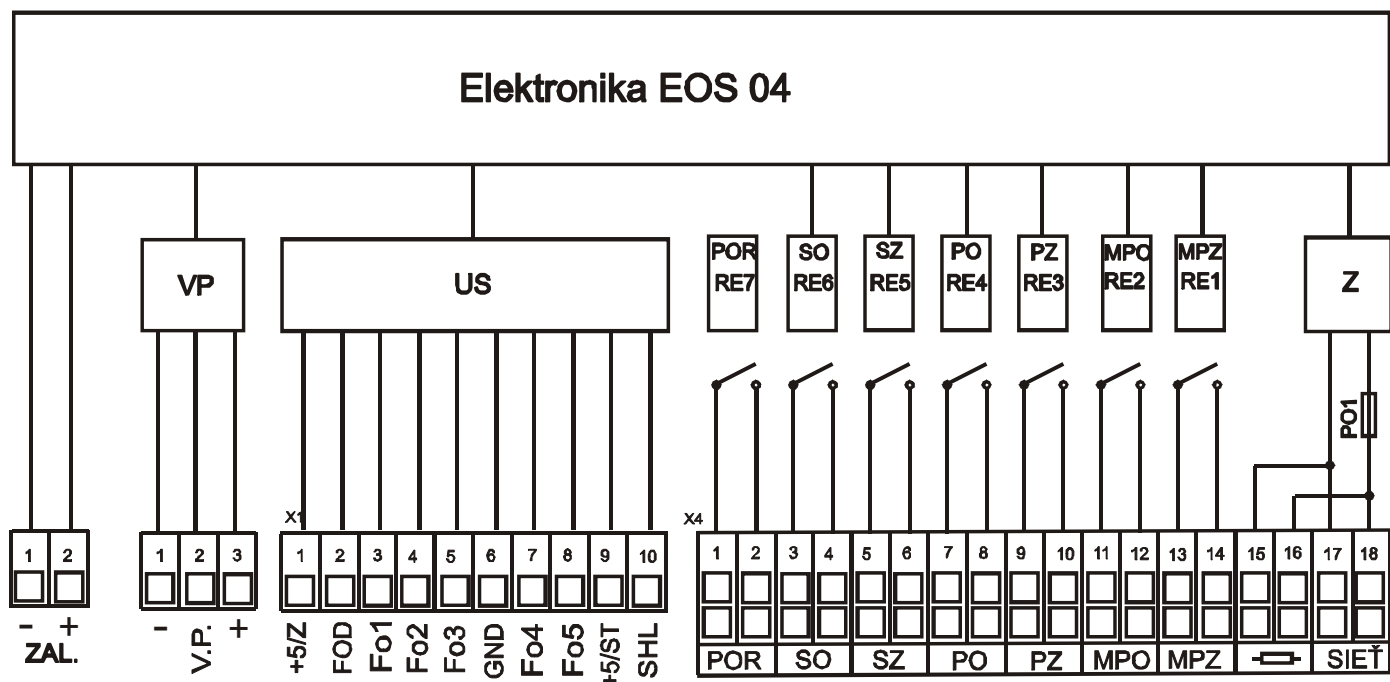 Elektronika EOS 04
VP
US
POR
RE7
SO
RE6
SZ
RE5
PO
RE4
PZ
RE3
MPO
RE2
MPZ
RE1
Z
PO1
X1
X4
1 2
1 2 3
1 2 3 4 5 6 7 8 9 10
1 2 3 4 5 6 7 8 9 10 11 12 13 14 15 16 17 18
- +
ZAL.
- V.P. +
+5/Z
FOD
Fo1
Fo2
Fo3
GND
Fo4
Fo5
+5/ST
SHL
POR SO SZ PO PZ MPO MPZ SIEŤ